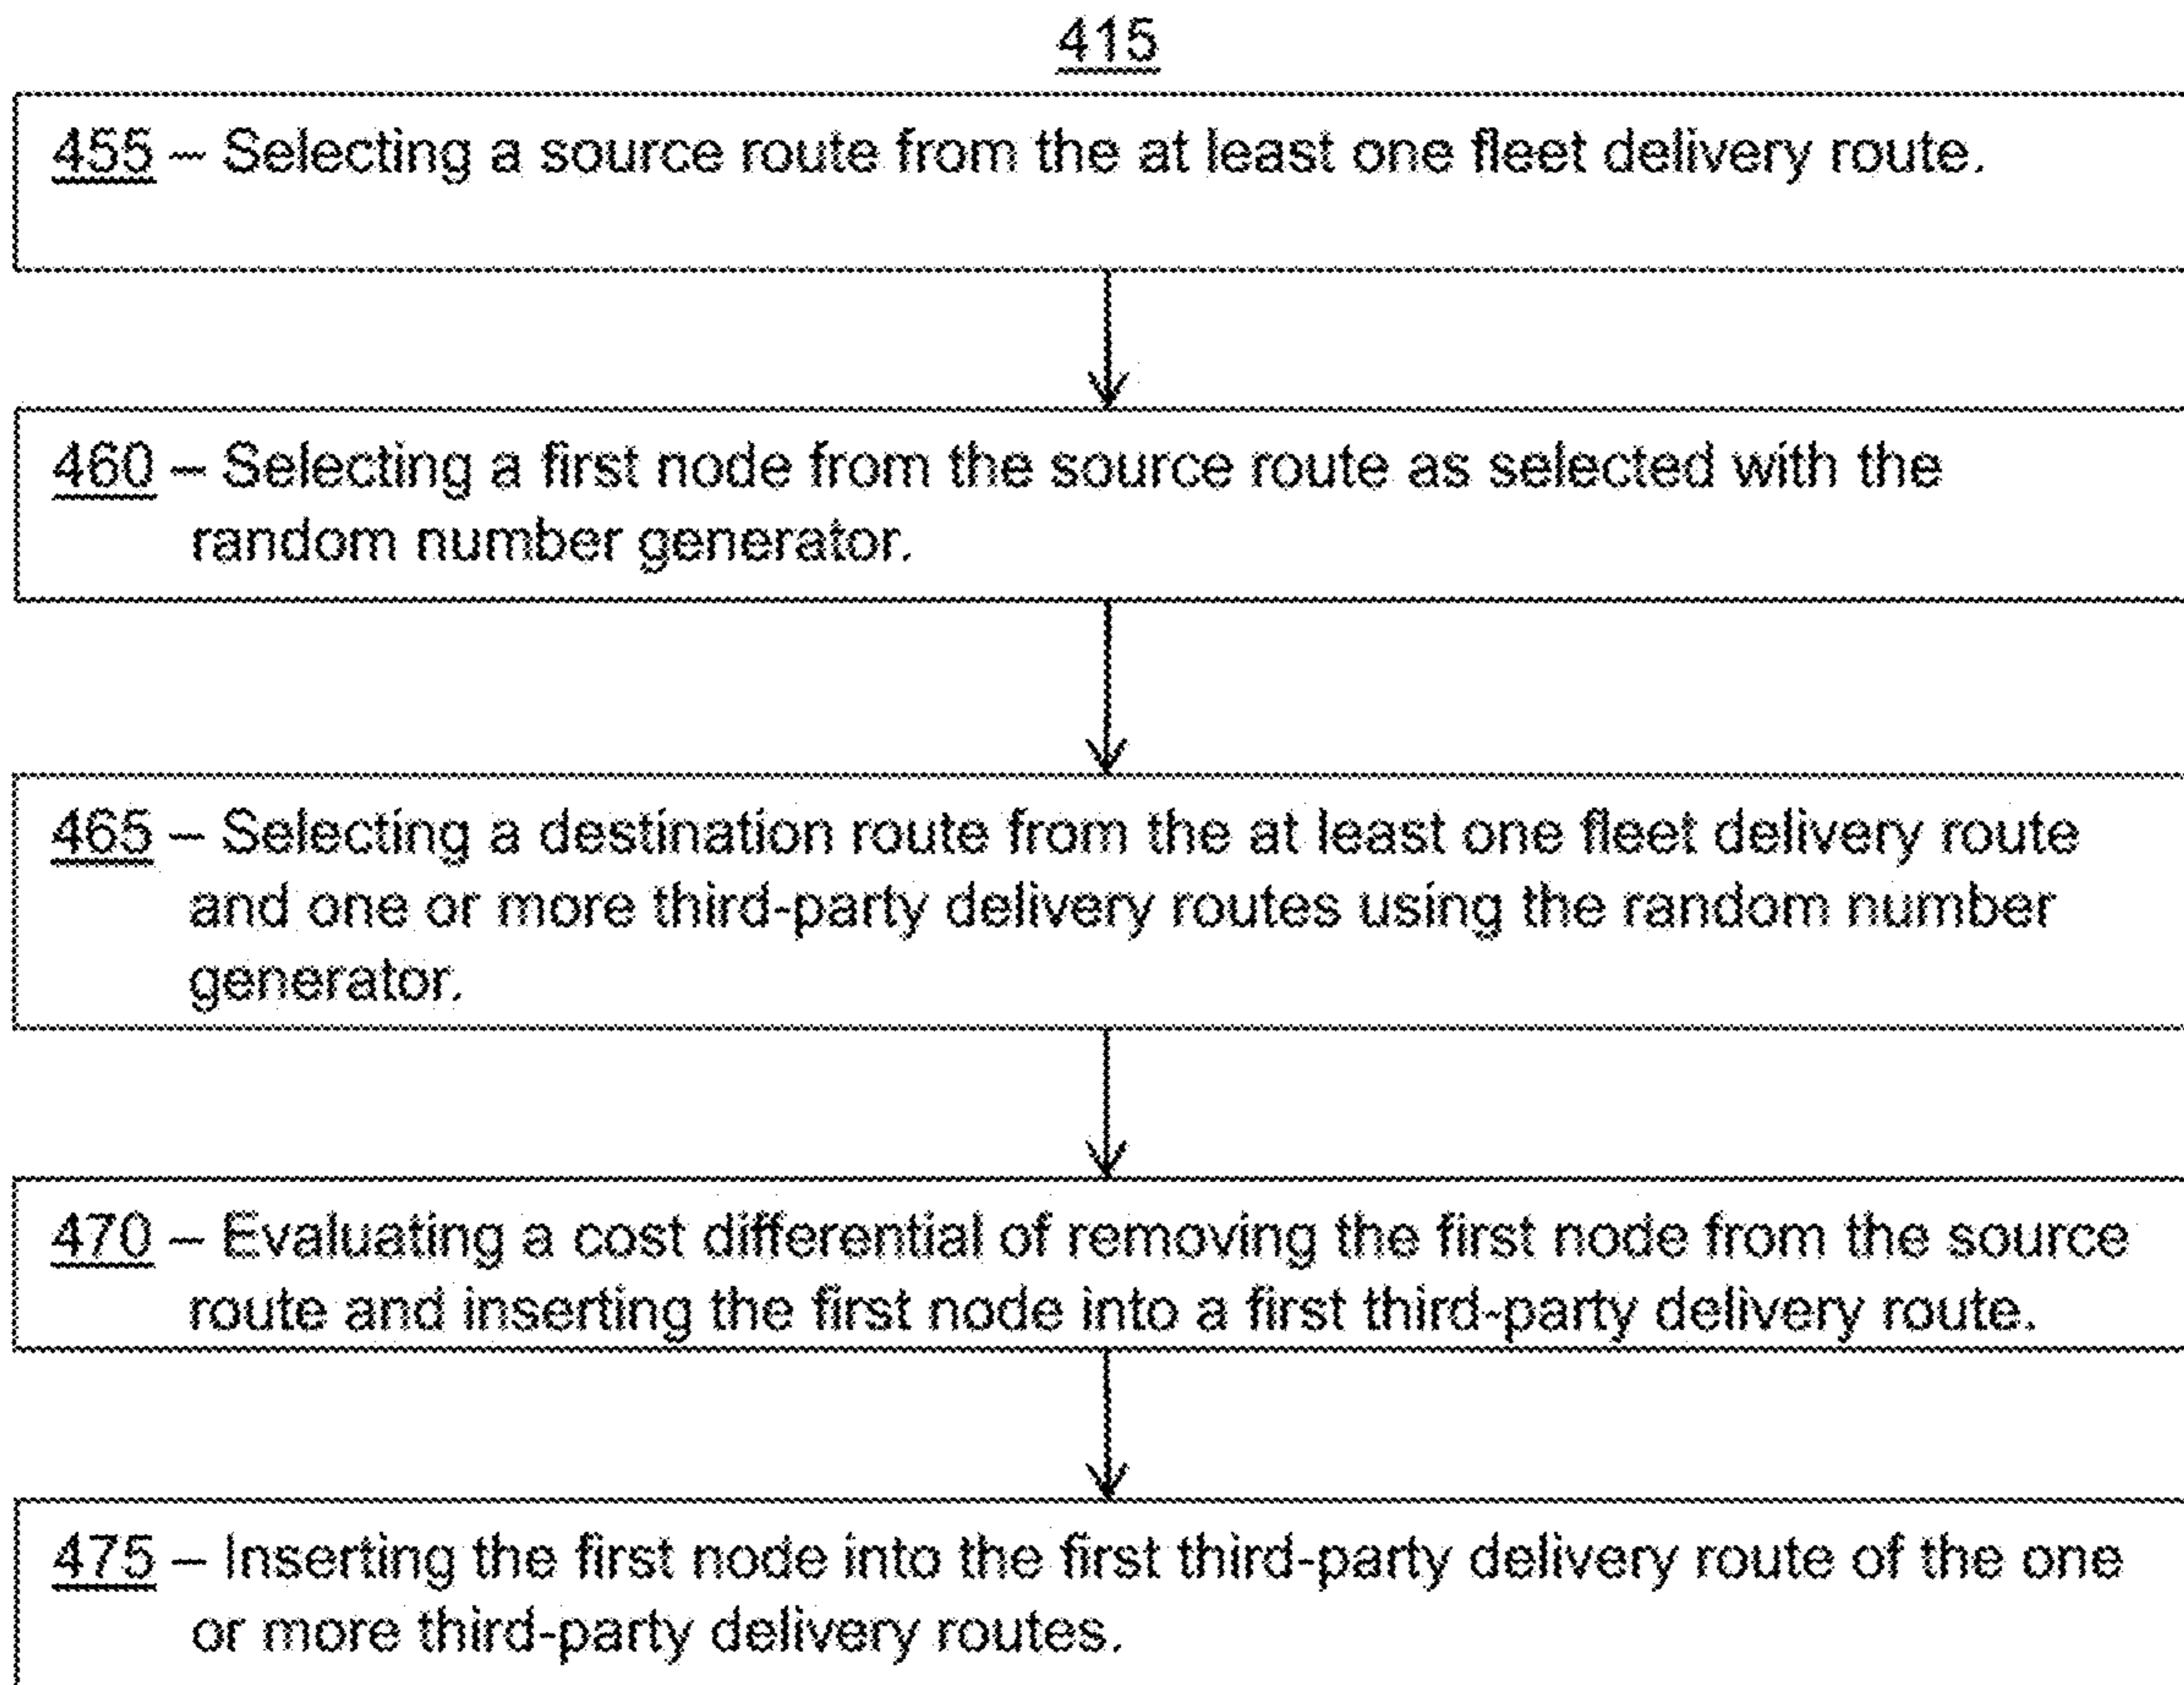 415
455 – Selecting a source route from the at least one fleet delivery route.
460 – Selecting a first node from the source route as selected with the
random number generator.
465 – Selecting a destination route from the at least one fleet delivery route
and one or more third-party delivery routes using the random number
generator.
470 – Evaluating a cost differential of removing the first node from the source
route and inserting the first node into a first third-party delivery route.
475 – Inserting the first node into the first third-party delivery route of the one
or more third-party delivery routes.